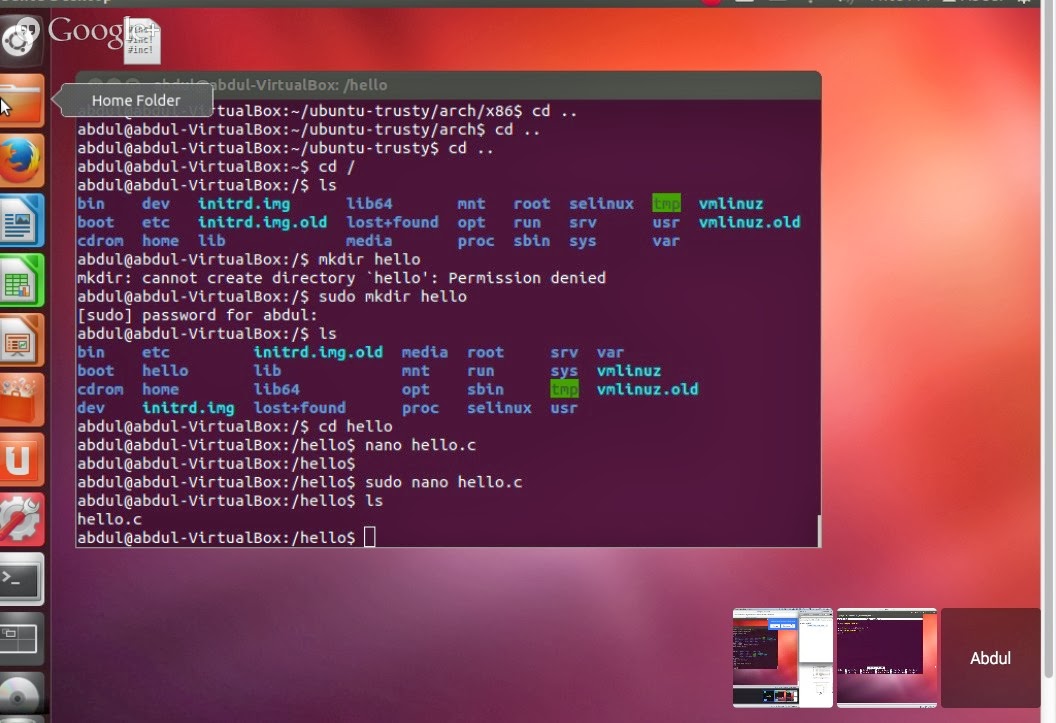 Google+
#inc!
#inc!
#inc!
abdul@abdul-VirtualBox: /hello
Home Folder
abdul@abdul-VirtualBox:~/ubuntu-trusty/arch/x86$ cd ..
abdul@abdul-VirtualBox:~/ubuntu-trusty/arch$ cd ..
abdul@abdul-VirtualBox:~/ubuntu-trusty$ cd ..
abdul@abdul-VirtualBox:~$ cd /
abdul@abdul-VirtualBox:/$ ls
bin dev initrd.img lib64 mnt root selinux tmp vmlinuz
boot etc initrd.img.old lost+found opt run srv usr vmlinuz.old
cdrom home lib media proc sbin sys var
abdul@abdul-VirtualBox:/$ mkdir hello
mkdir: cannot create directory `hello': Permission denied
abdul@abdul-VirtualBox:/$ sudo mkdir hello
[sudo] password for abdul:
abdul@abdul-VirtualBox:/$ ls
bin etc initrd.img.old media root srv var
boot hello lib mnt run sys vmlinuz
cdrom home lib64 opt sbin tmp vmlinuz.old
dev initrd.img lost+found proc selinux usr
abdul@abdul-VirtualBox:/$ cd hello
abdul@abdul-VirtualBox:/hello$ nano hello.c
abdul@abdul-VirtualBox:/hello$
abdul@abdul-VirtualBox:/hello$ sudo nano hello.c
abdul@abdul-VirtualBox:/hello$ ls
hello.c
abdul@abdul-VirtualBox:/hello$
Abdul